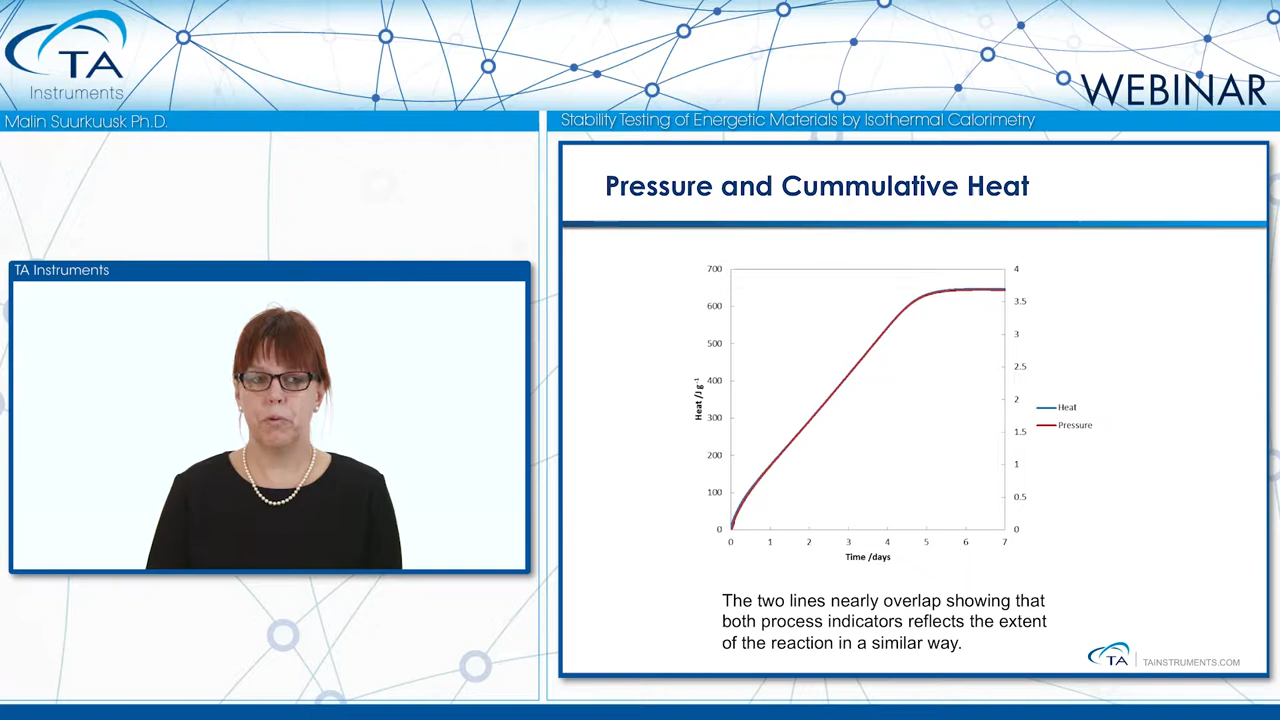 TA
Instruments
WEBINAR
Malin Suurkuusk Ph.D.
Stability Testing of Energetic Materials by Isothermal Calorimetry
TA Instruments
Pressure and Cummulative Heat
700
600
500
400
300
200
100
0
Heat /J g⁻¹
4
3.5
3
2.5
2
1.5
1
0.5
0
0 1 2 3 4 5 6 7
Time /days
Heat
Pressure
The two lines nearly overlap showing that
both process indicators reflects the extent
of the reaction in a similar way.
TA TAINSTRUMENTS.COM